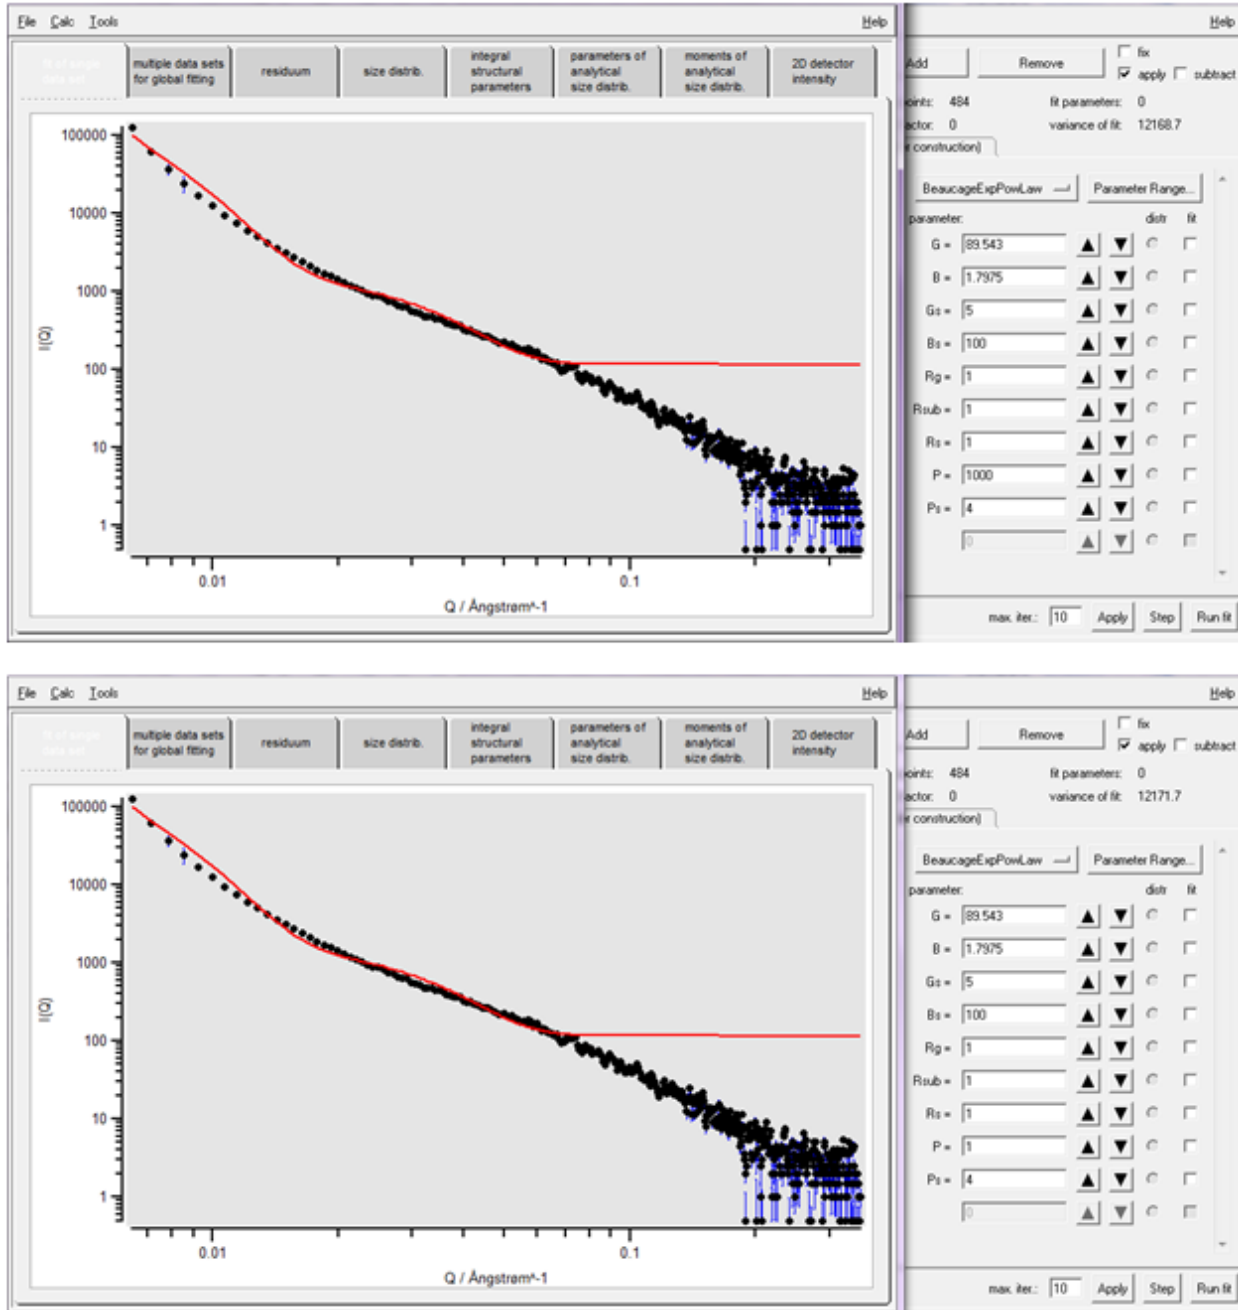 File Calc Tools Help
multiple data sets
for global fitting
residuum
size distrib.
integral
structural
parameters
parameters of
analytical
size distrib.
moments of
analytical
size distrib.
2D detector
intensity
100000
10000
1000
100
10
1
I(Q)
0.01
0.1
Q / Ångstrøm^-1
Help
Add
Remove
fix
apply
subtract
oints: 484
fit parameters: 0
actor: 0
variance of fit: 12168.7
r construction)
BeaucageExpPowLaw
Parameter Range...
parameter:
distr
fit
G = 89.543
B = 1.7975
Gs = 5
Bs = 100
Rg = 1
Rsub = 1
Rs = 1
P = 1000
Ps = 4
0
max. iter.: 10 Apply Step Run fit
File Calc Tools Help
multiple data sets
for global fitting
residuum
size distrib.
integral
structural
parameters
parameters of
analytical
size distrib.
moments of
analytical
size distrib.
2D detector
intensity
100000
10000
1000
100
10
1
I(Q)
0.01
0.1
Q / Ångstrøm^-1
Help
Add
Remove
fix
apply
subtract
oints: 484
fit parameters: 0
actor: 0
variance of fit: 12171.7
r construction)
BeaucageExpPowLaw
Parameter Range...
parameter:
distr
fit
G = 89.543
B = 1.7975
Gs = 5
Bs = 100
Rg = 1
Rsub = 1
Rs = 1
P = 1
Ps = 4
0
max. iter.: 10 Apply Step Run fit